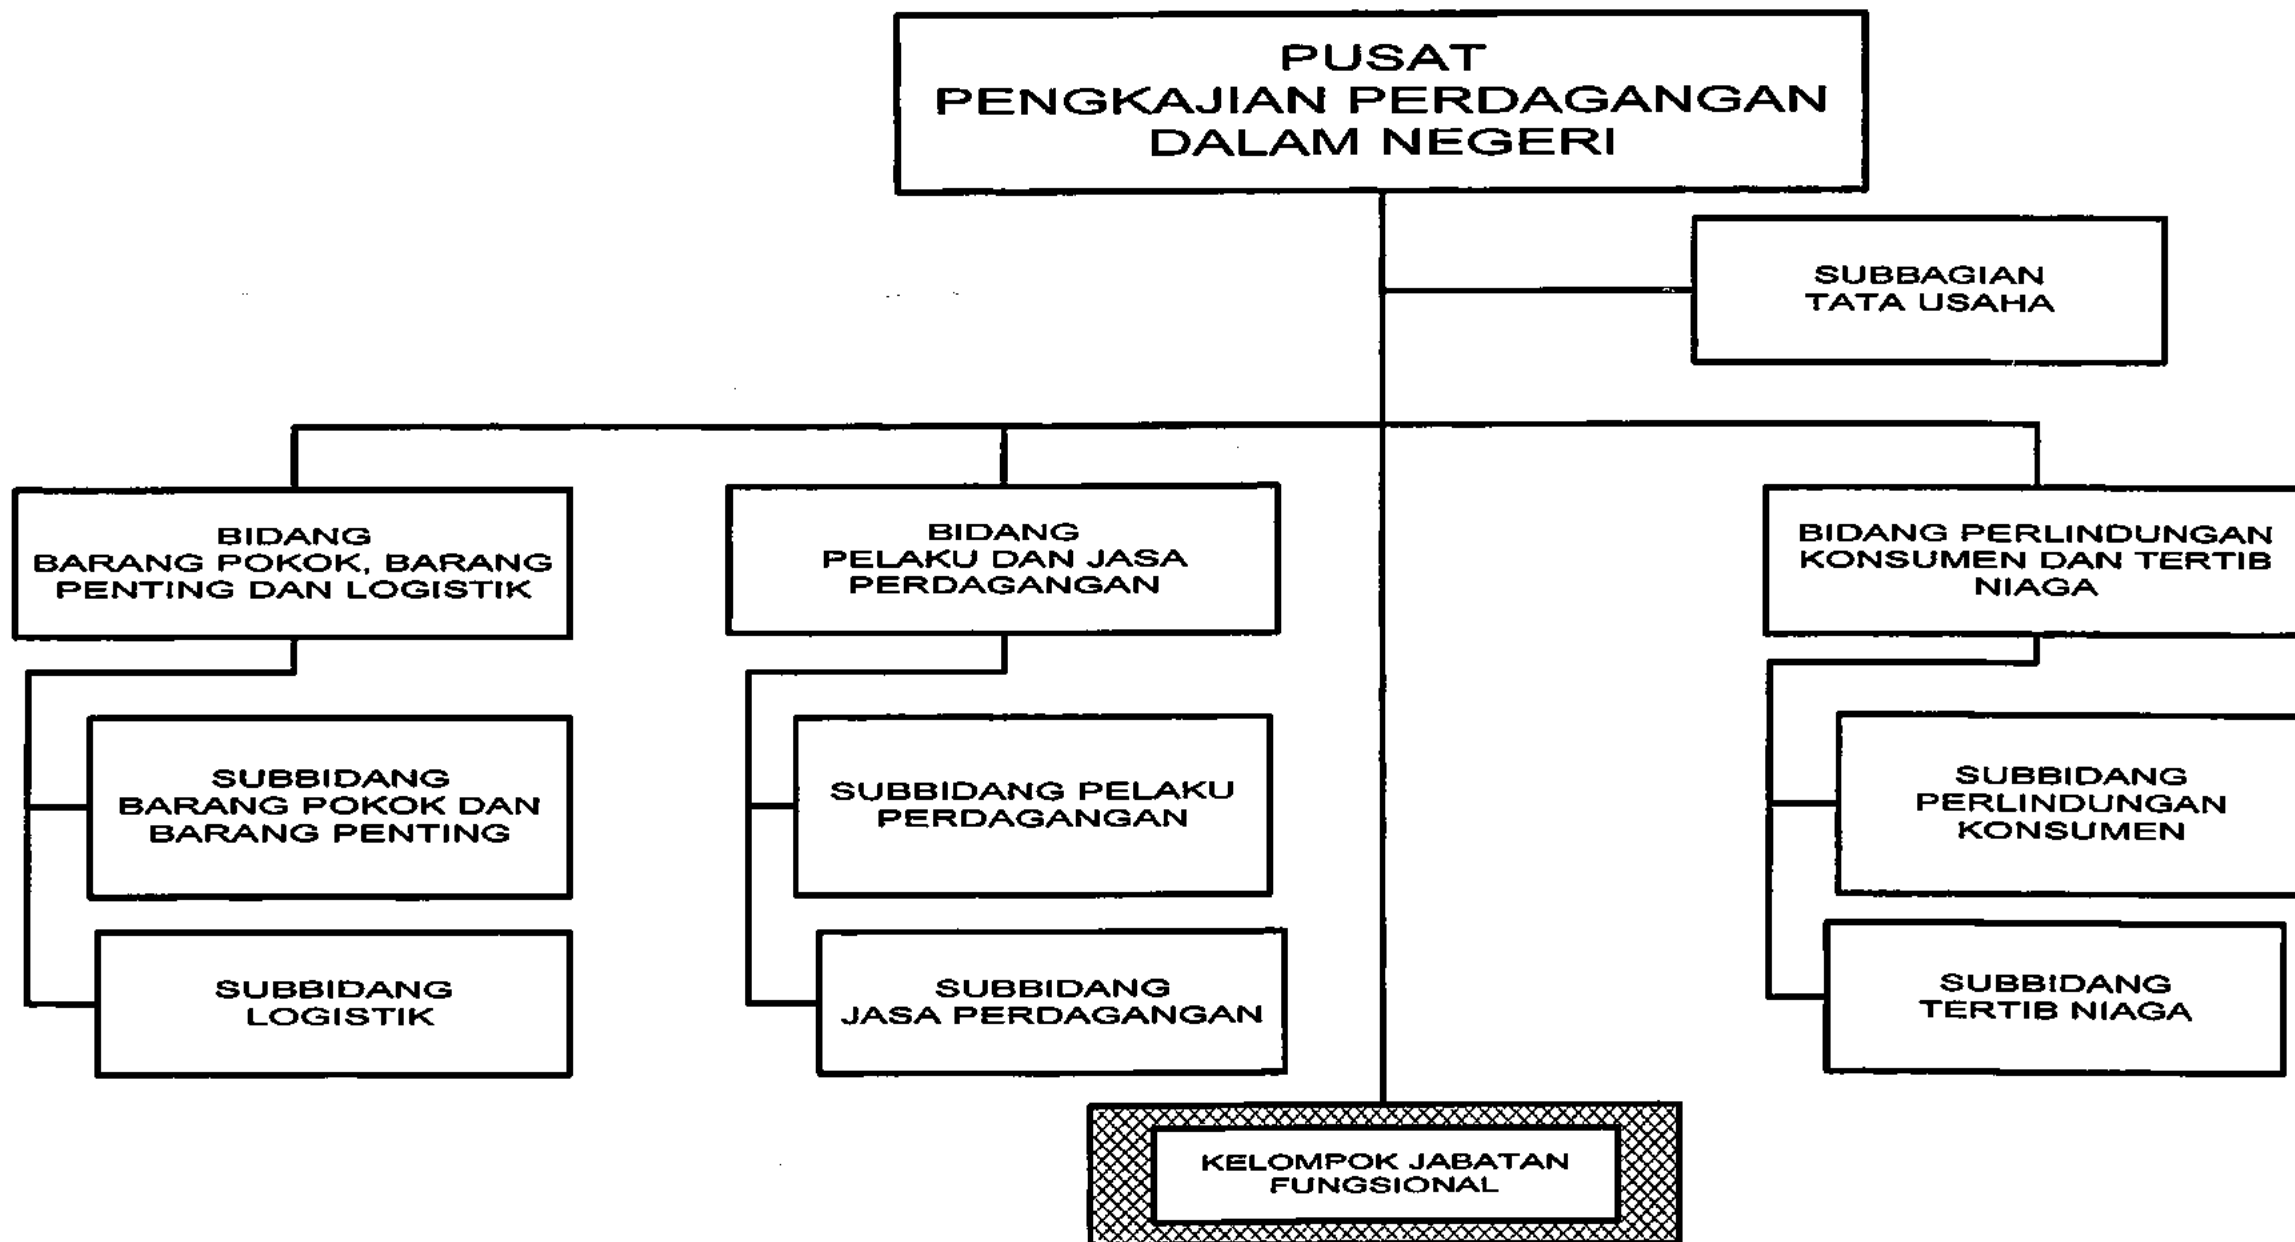 PUSAT
PENGKAJIAN PERDAGANGAN
DALAM NEGERI
SUBBAGIAN
TATA USAHA
BIDANG
BARANG POKOK, BARANG
PENTING DAN LOGISTIK
BIDANG
PELAKU DAN JASA
PERDAGANGAN
BIDANG PERLINDUNGAN
KONSUMEN DAN TERTIB
NIAGA
SUBBIDANG
BARANG POKOK DAN
BARANG PENTING
SUBBIDANG PELAKU
PERDAGANGAN
SUBBIDANG
PERLINDUNGAN
KONSUMEN
SUBBIDANG
LOGISTIK
SUBBIDANG
JASA PERDAGANGAN
SUBBIDANG
TERTIB NIAGA
KELOMPOK JABATAN
FUNGSIONAL